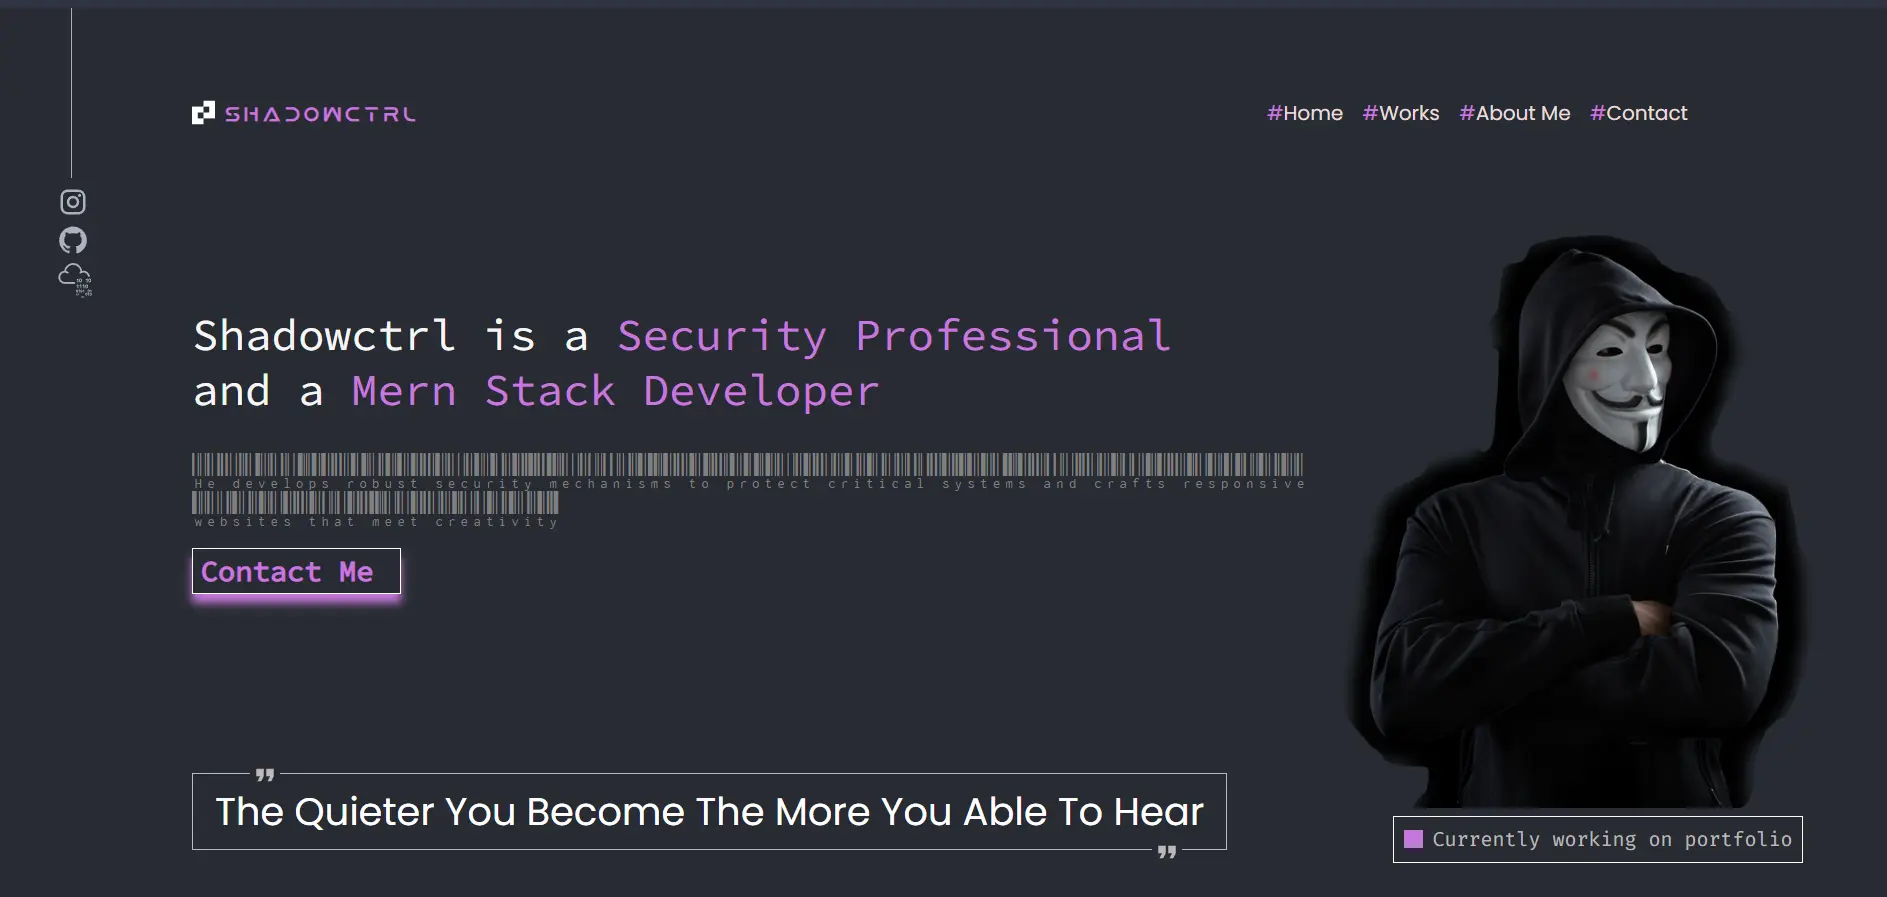 SHADOWCTRL
#Home #Works #About Me #Contact
Shadowctrl is a Security Professional
and a Mern Stack Developer
He develops robust security mechanisms to protect critical systems and crafts responsive
websites that meet creativity
Contact Me
" The Quieter You Become The More You Able To Hear "
Currently working on portfolio